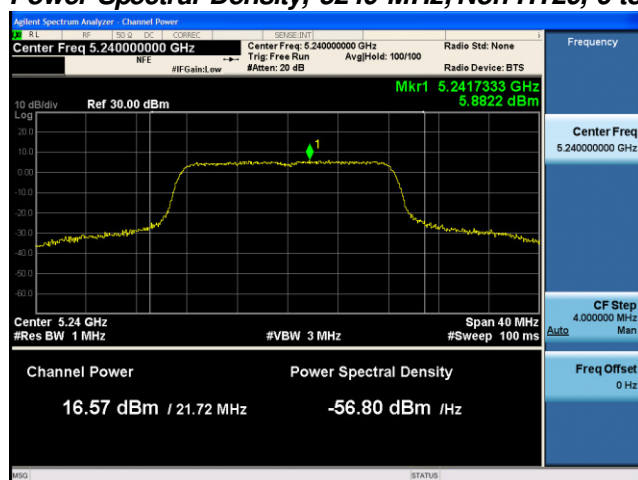 Power Spectral Density, 5240 MHz, Non HT20, 6 to
Agilent Spectrum Analyzer - Channel Power
RL RF 50 Ω DC CORREC SENSE:INT
Center Freq 5.240000000 GHz
NFE
#IFGain:Low
Center Freq: 5.240000000 GHz
Trig: Free Run Avg|Hold: 100/100
#Atten: 20 dB
Radio Std: None
Radio Device: BTS
Mkr1 5.2417333 GHz
5.8822 dBm
10 dB/div Ref 30.00 dBm
Log
20.0
10.0
1
0.00
-10.0
-20.0
-30.0
-40.0
-50.0
-60.0
Center 5.24 GHz Span 40 MHz
#Res BW 1 MHz #VBW 3 MHz #Sweep 100 ms
Channel Power Power Spectral Density
16.57 dBm / 21.72 MHz -56.80 dBm /Hz
Frequency
Center Freq
5.240000000 GHz
CF Step
4.000000 MHz
Auto Man
Freq Offset
0 Hz
MSG STATUS